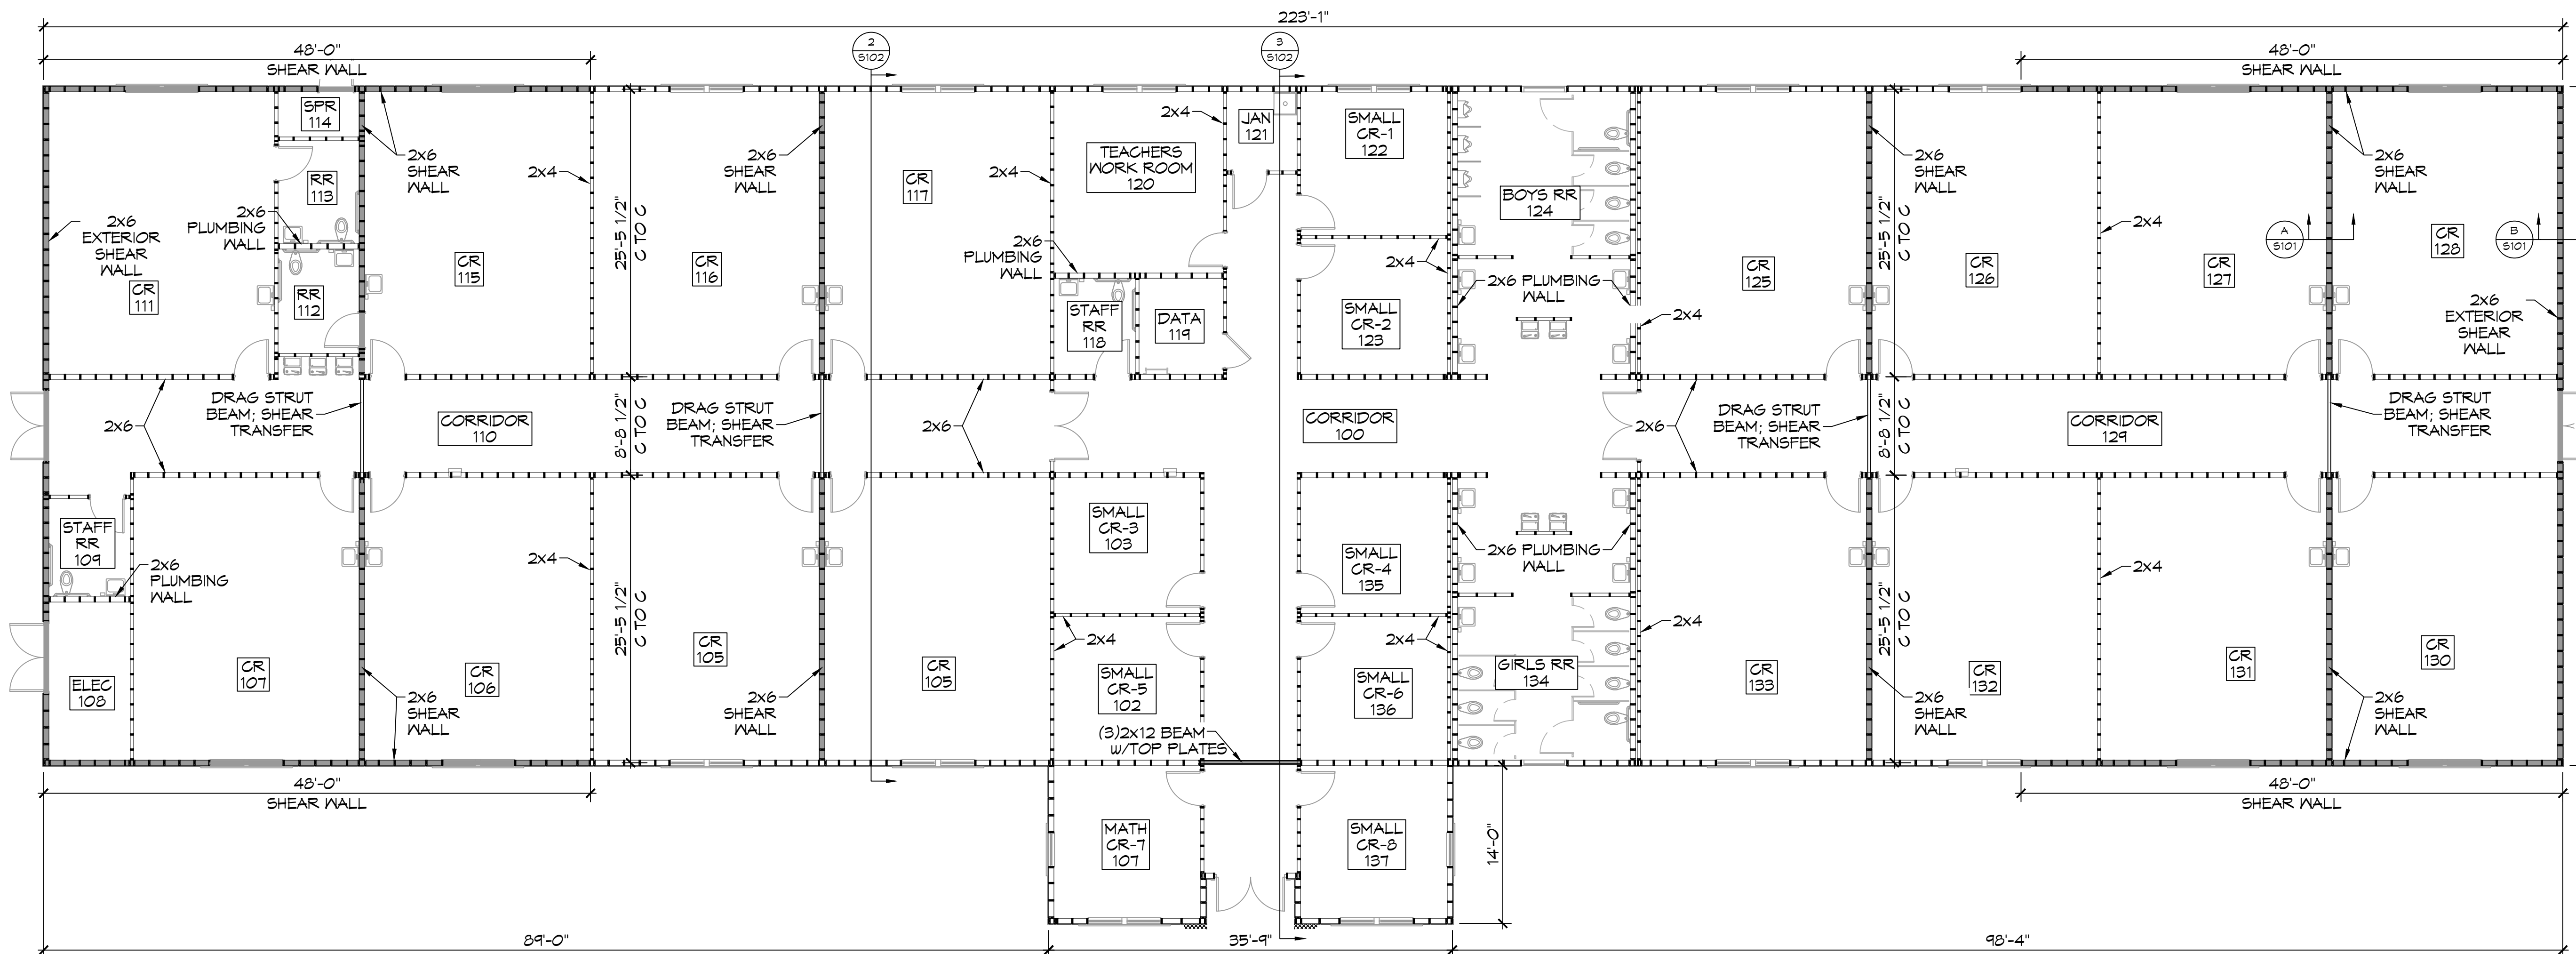 223'-1"
48'-0"
SHEAR WALL
2
S102
3
S102
48'-0"
SHEAR WALL
SPR
114
2x6
SHEAR
WALL
2x4
25'-5 1/2"
C TO C
2x6
SHEAR
WALL
CR
117
2x4
TEACHERS
WORK ROOM
120
2x4
JAN
121
SMALL
CR-1
122
BOYS RR
124
2x6
SHEAR
WALL
25'-5 1/2"
C TO C
2x4
2x6
SHEAR
WALL
RR
113
2x6
PLUMBING
WALL
2x6
EXTERIOR
SHEAR
WALL
CR
111
RR
112
CR
115
CR
116
2x6
PLUMBING
WALL
STAFF
RR
118
DATA
119
2x4
SMALL
CR-2
123
2x6 PLUMBING
WALL
CR
125
2x4
CR
126
CR
127
A
S101
CR
128
B
S101
2x6
EXTERIOR
SHEAR
WALL
2x6
DRAG STRUT
BEAM; SHEAR
TRANSFER
CORRIDOR
110
8'-8 1/2"
C TO C
DRAG STRUT
BEAM; SHEAR
TRANSFER
2x6
CORRIDOR
100
2x6
DRAG STRUT
BEAM; SHEAR
TRANSFER
8'-8 1/2"
C TO C
CORRIDOR
129
DRAG STRUT
BEAM; SHEAR
TRANSFER
STAFF
RR
109
2x6
PLUMBING
WALL
ELEC
108
CR
107
2x6
SHEAR
WALL
CR
106
2x4
25'-5 1/2"
C TO C
CR
105
2x6
SHEAR
WALL
CR
105
SMALL
CR-3
103
2x4
SMALL
CR-5
102
(3)2x12 BEAM
w/TOP PLATES
SMALL
CR-4
135
2x4
SMALL
CR-6
136
2x6 PLUMBING
WALL
GIRLS RR
134
2x4
CR
133
25'-5 1/2"
C TO C
2x6
SHEAR
WALL
CR
132
2x4
CR
131
2x6
SHEAR
WALL
CR
130
48'-0"
SHEAR WALL
MATH
CR-7
107
SMALL
CR-8
137
14'-0"
48'-0"
SHEAR WALL
89'-0"
35'-9"
98'-4"